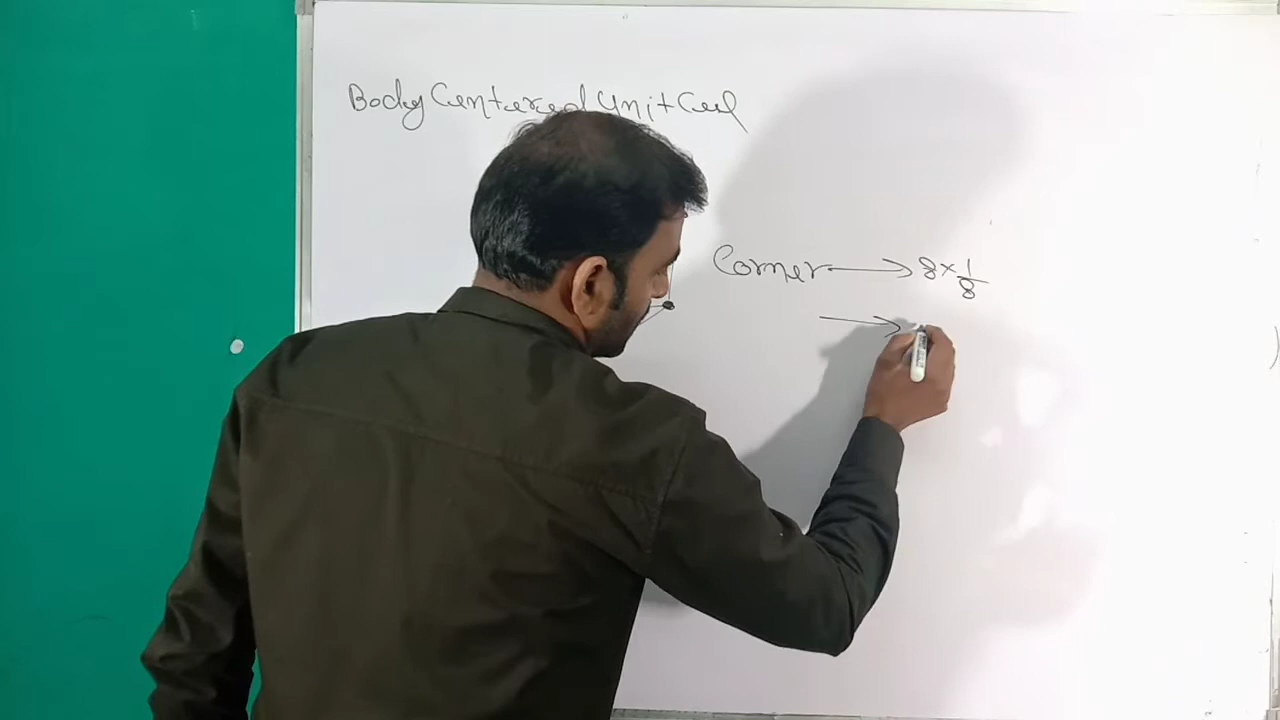 Body Centered Unit Cell
Corner → 8 × 1/8
→